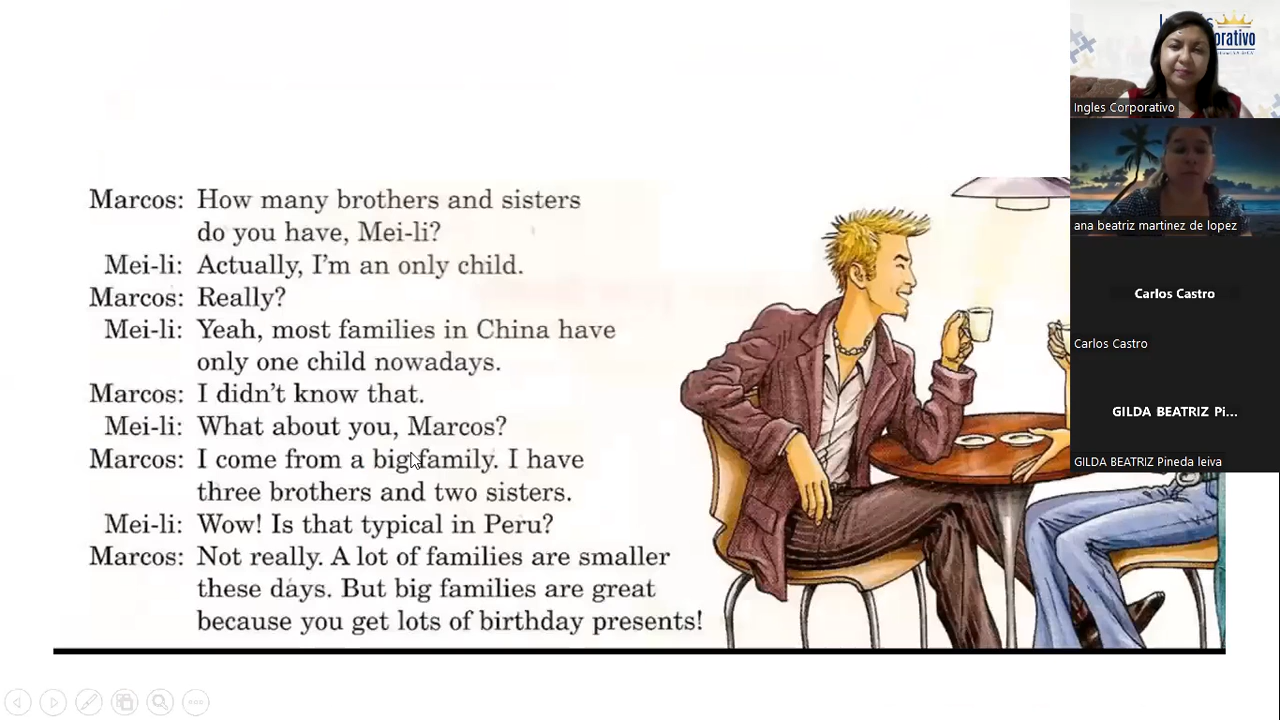 Marcos: How many brothers and sisters
do you have, Mei-li?
Mei-li: Actually, I'm an only child.
Marcos: Really?
Mei-li: Yeah, most families in China have
only one child nowadays.
Marcos: I didn't know that.
Mei-li: What about you, Marcos?
Marcos: I come from a big family. I have
three brothers and two sisters.
Mei-li: Wow! Is that typical in Peru?
Marcos: Not really. A lot of families are smaller
these days. But big families are great
because you get lots of birthday presents!
Ingles Corporativo
ana beatriz martinez de lopez
Carlos Castro
Carlos Castro
GILDA BEATRIZ Pi...
GILDA BEATRIZ Pineda leiva